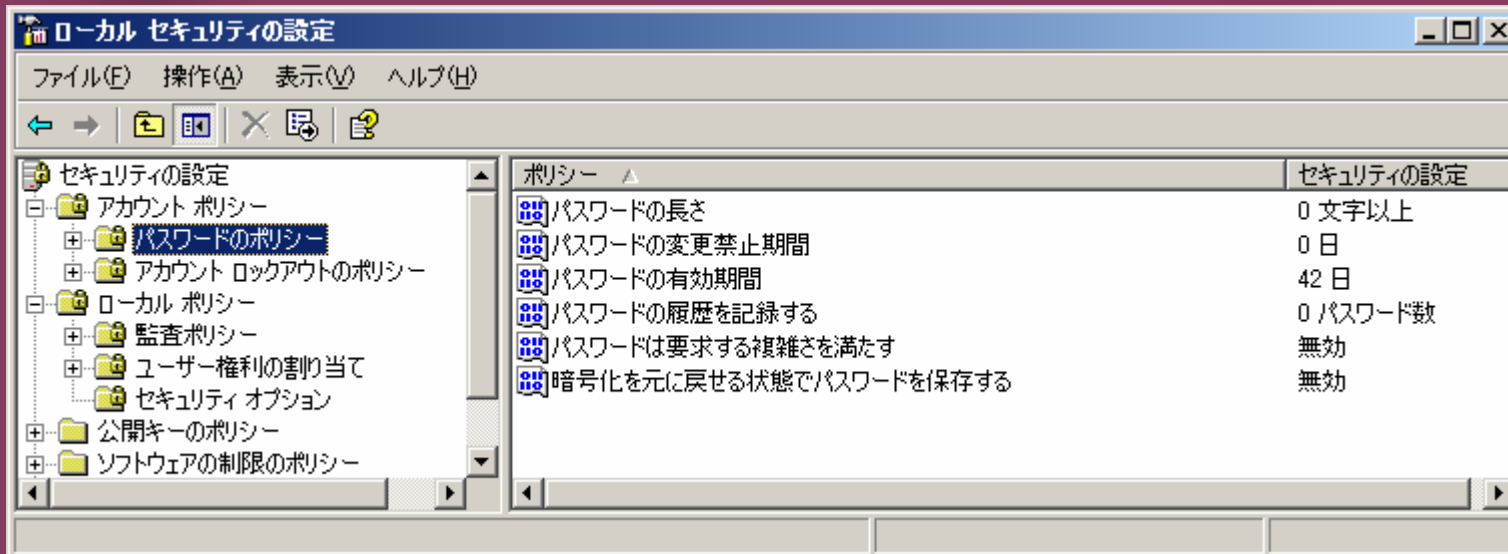 ローカル セキュリティの設定
ファイル(F) 操作(A) 表示(V) ヘルプ(H)
セキュリティの設定
アカウント ポリシー
パスワードのポリシー
アカウント ロックアウトのポリシー
ローカル ポリシー
監査ポリシー
ユーザー権利の割り当て
セキュリティ オプション
公開キーのポリシー
ソフトウェアの制限のポリシー
ポリシー セキュリティの設定
パスワードの長さ 0 文字以上
パスワードの変更禁止期間 0 日
パスワードの有効期間 42 日
パスワードの履歴を記録する 0 パスワード数
パスワードは要求する複雑さを満たす 無効
暗号化を元に戻せる状態でパスワードを保存する 無効